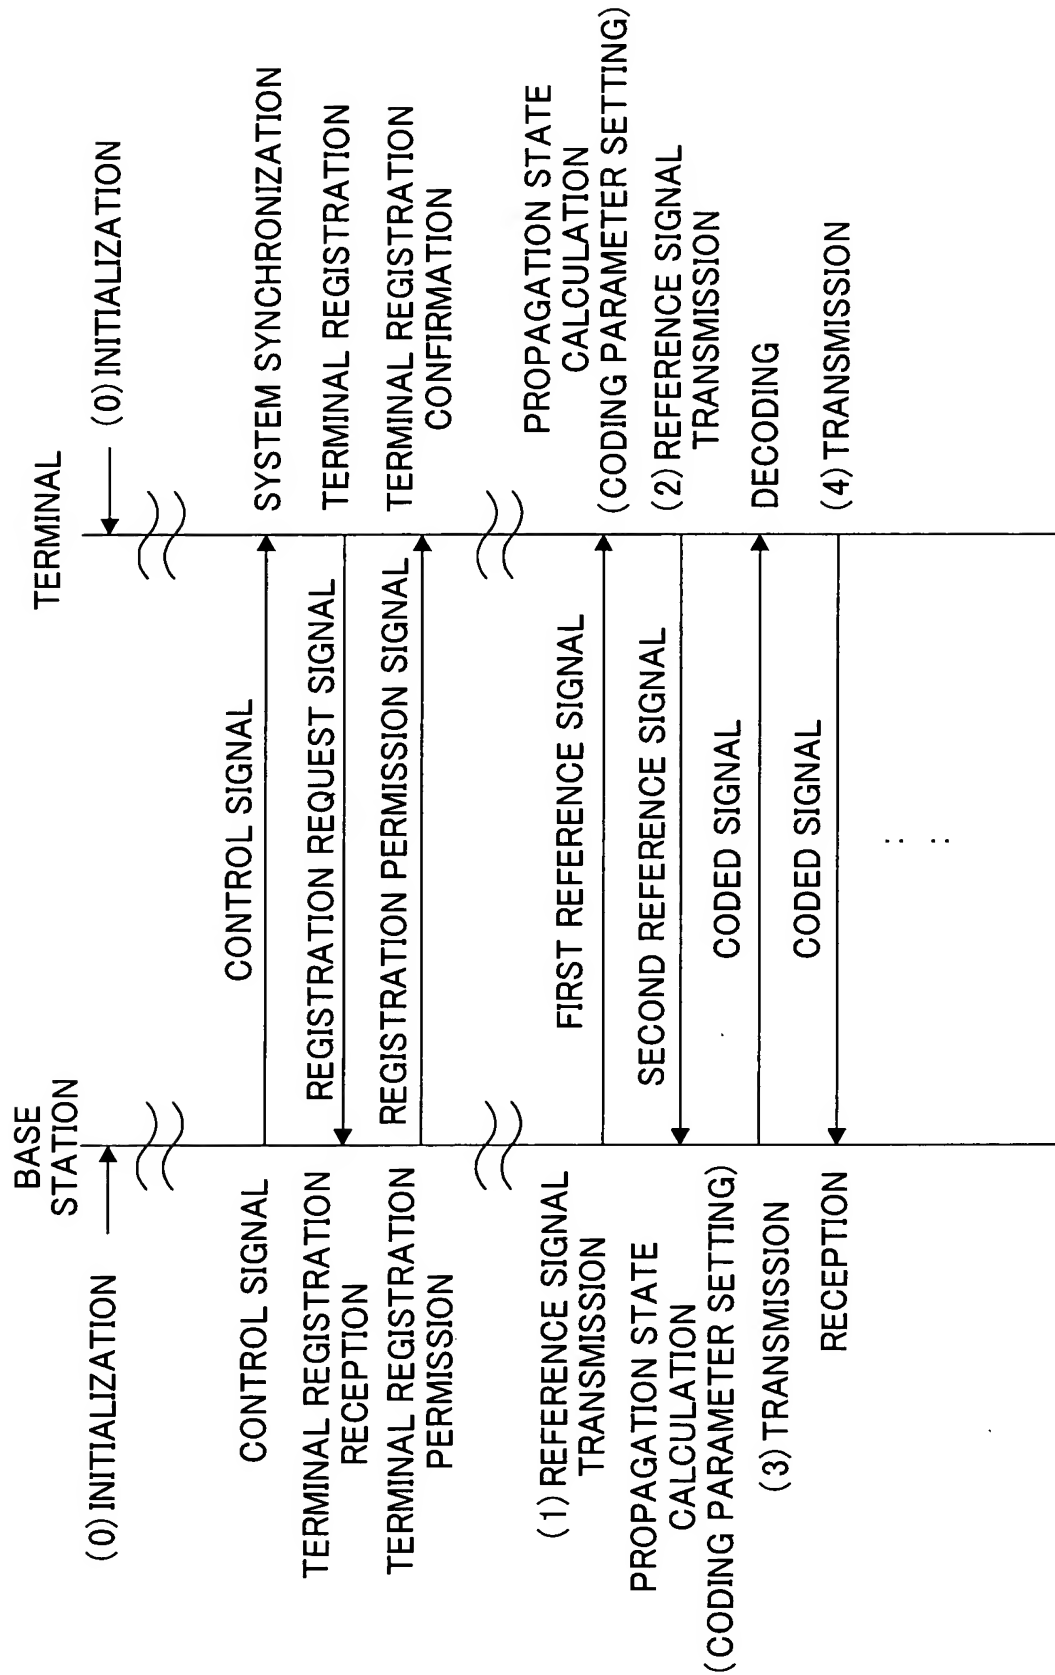 BASE
STATION
TERMINAL
(0) INITIALIZATION
(0) INITIALIZATION
CONTROL SIGNAL
CONTROL SIGNAL
SYSTEM SYNCHRONIZATION
TERMINAL REGISTRATION
RECEPTION
REGISTRATION REQUEST SIGNAL
TERMINAL REGISTRATION
TERMINAL REGISTRATION
PERMISSION
REGISTRATION PERMISSION SIGNAL
TERMINAL REGISTRATION
CONFIRMATION
(1) REFERENCE SIGNAL
TRANSMISSION
FIRST REFERENCE SIGNAL
PROPAGATION STATE
CALCULATION
(CODING PARAMETER SETTING)
PROPAGATION STATE
CALCULATION
(CODING PARAMETER SETTING)
SECOND REFERENCE SIGNAL
(2) REFERENCE SIGNAL
TRANSMISSION
(3) TRANSMISSION
CODED SIGNAL
DECODING
RECEPTION
CODED SIGNAL
(4) TRANSMISSION